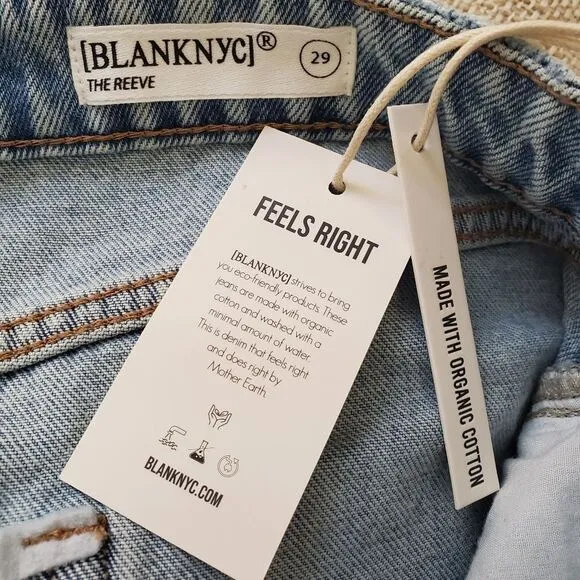 [BLANKNYC]®
29
THE REEVE
FEELS RIGHT
[BLANKNYC] strives to bring
you eco-friendly products. These
jeans are made with organic
cotton and washed with a
minimal amount of water.
This is denim that feels right
and does right by
Mother Earth.
BLANKNYC.COM
MADE WITH ORGANIC COTTON